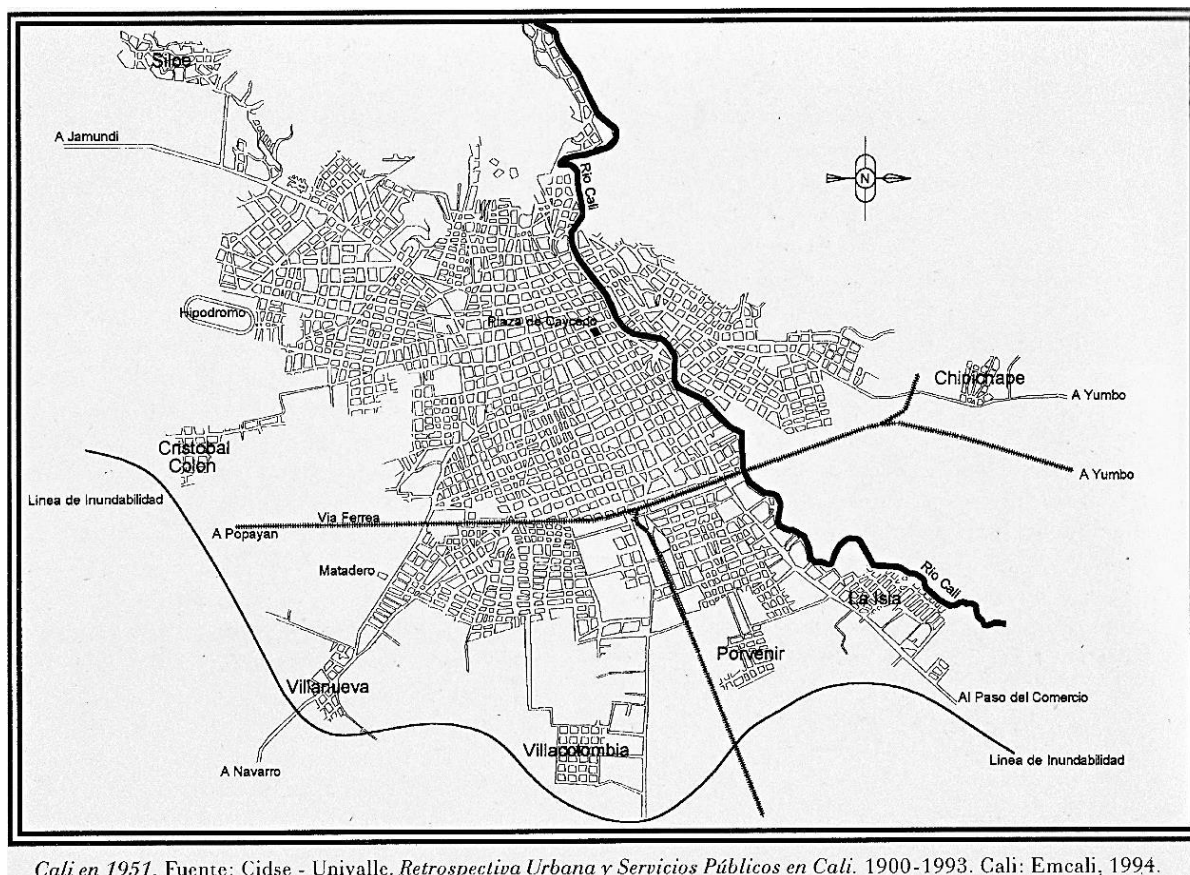 Siloe
A Jamundi
Rio Cali
N
Hipodromo
Plaza de Caycedo
Chipichape
A Yumbo
Cristobal
Colon
A Yumbo
Linea de Inundabilidad
Via Ferrea
A Popayan
Matadero
Rio Cali
La Isla
Porvenir
Villanueva
Al Paso del Comercio
Villacolombia
Linea de Inundabilidad
A Navarro
Cali en 1951. Fuente: Cidse - Univalle. Retrospectiva Urbana y Servicios Públicos en Cali. 1900-1993. Cali: Emcali, 1994.